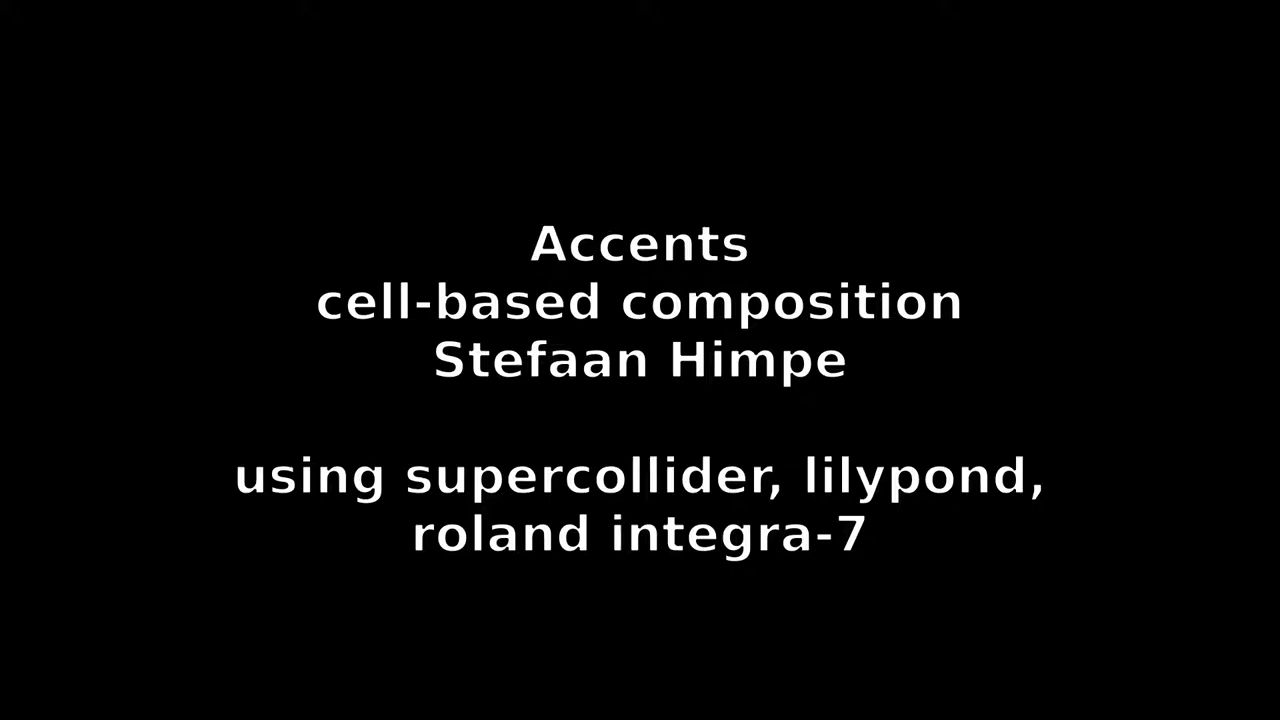 Accents
cell-based composition
Stefaan Himpe
using supercollider, lilypond,
roland integra-7